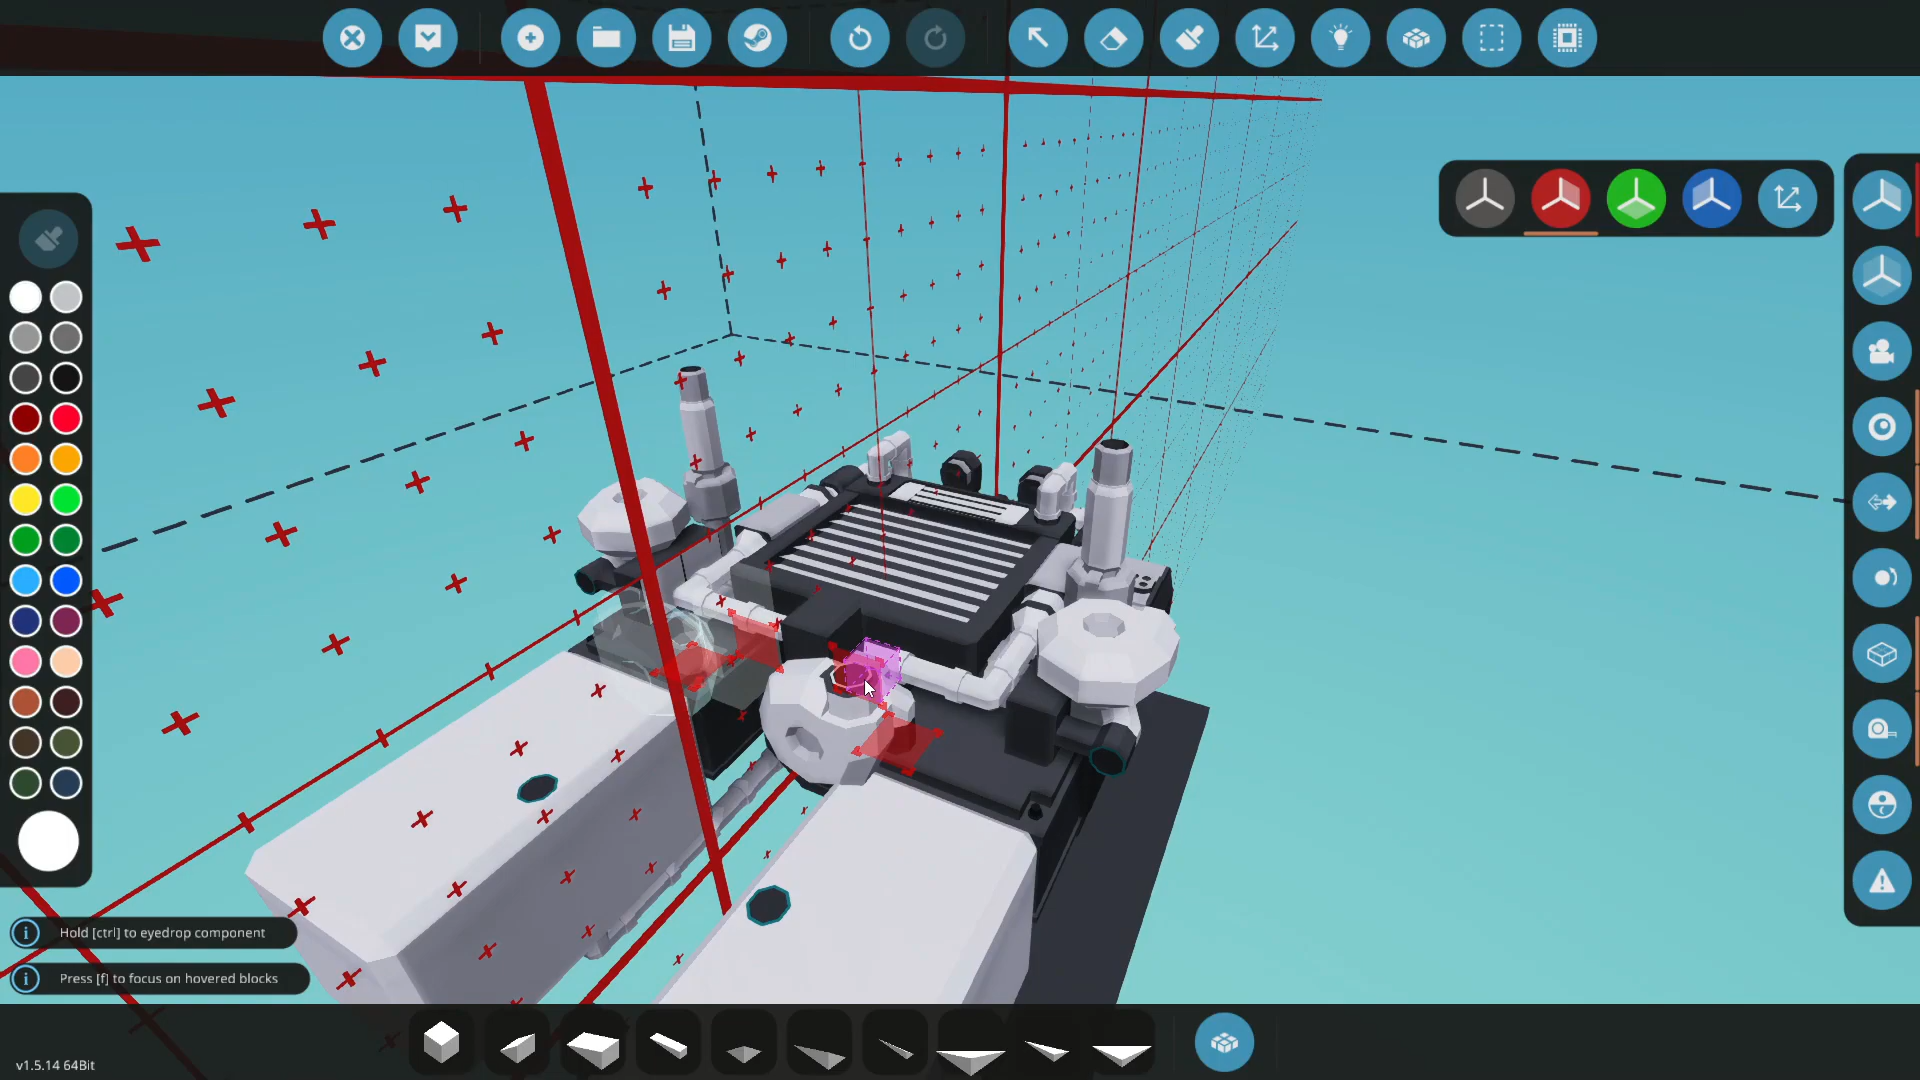 Hold [ctrl] to eyedrop component
Press [f] to focus on hovered blocks
v1.5.14 64Bit